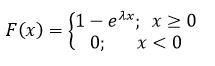 F(x) = {1 − e^{λx}; x ≥ 0
0; x < 0